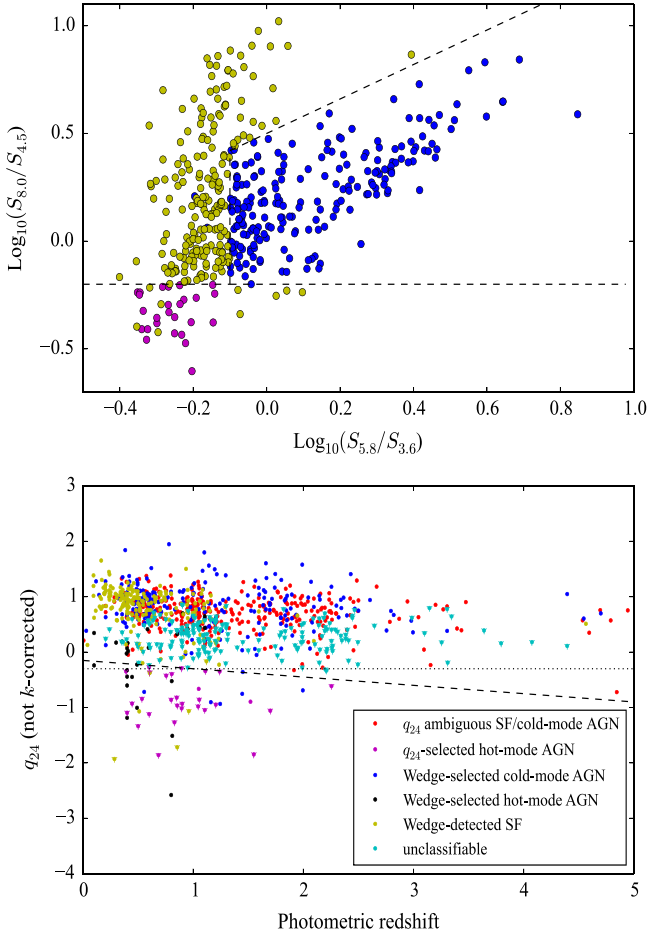 1.0
0.5
0.0
−0.5
Log10(S8.0/S4.5)
−0.4
−0.2
0.0
0.2
0.4
0.6
0.8
1.0
Log10(S5.8/S3.6)
3
2
1
0
−1
−2
−3
−4
q24 (not k-corrected)
q24 ambiguous SF/cold-mode AGN
q24-selected hot-mode AGN
Wedge-selected cold-mode AGN
Wedge-selected hot-mode AGN
Wedge-detected SF
unclassifiable
0
1
2
3
4
5
Photometric redshift